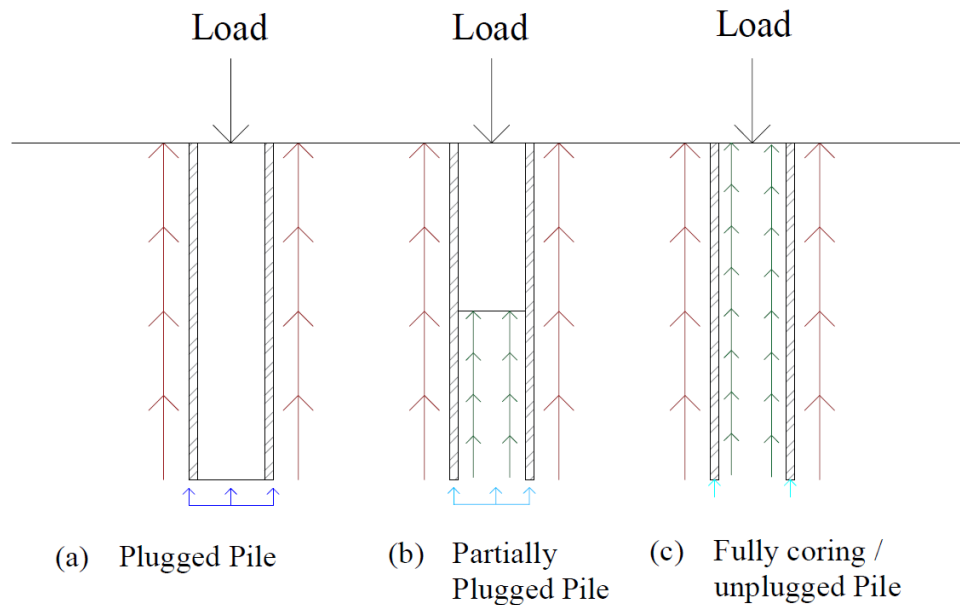 Load
Load
Load
(a) Plugged Pile
(b) Partially
Plugged Pile
(c) Fully coring /
unplugged Pile